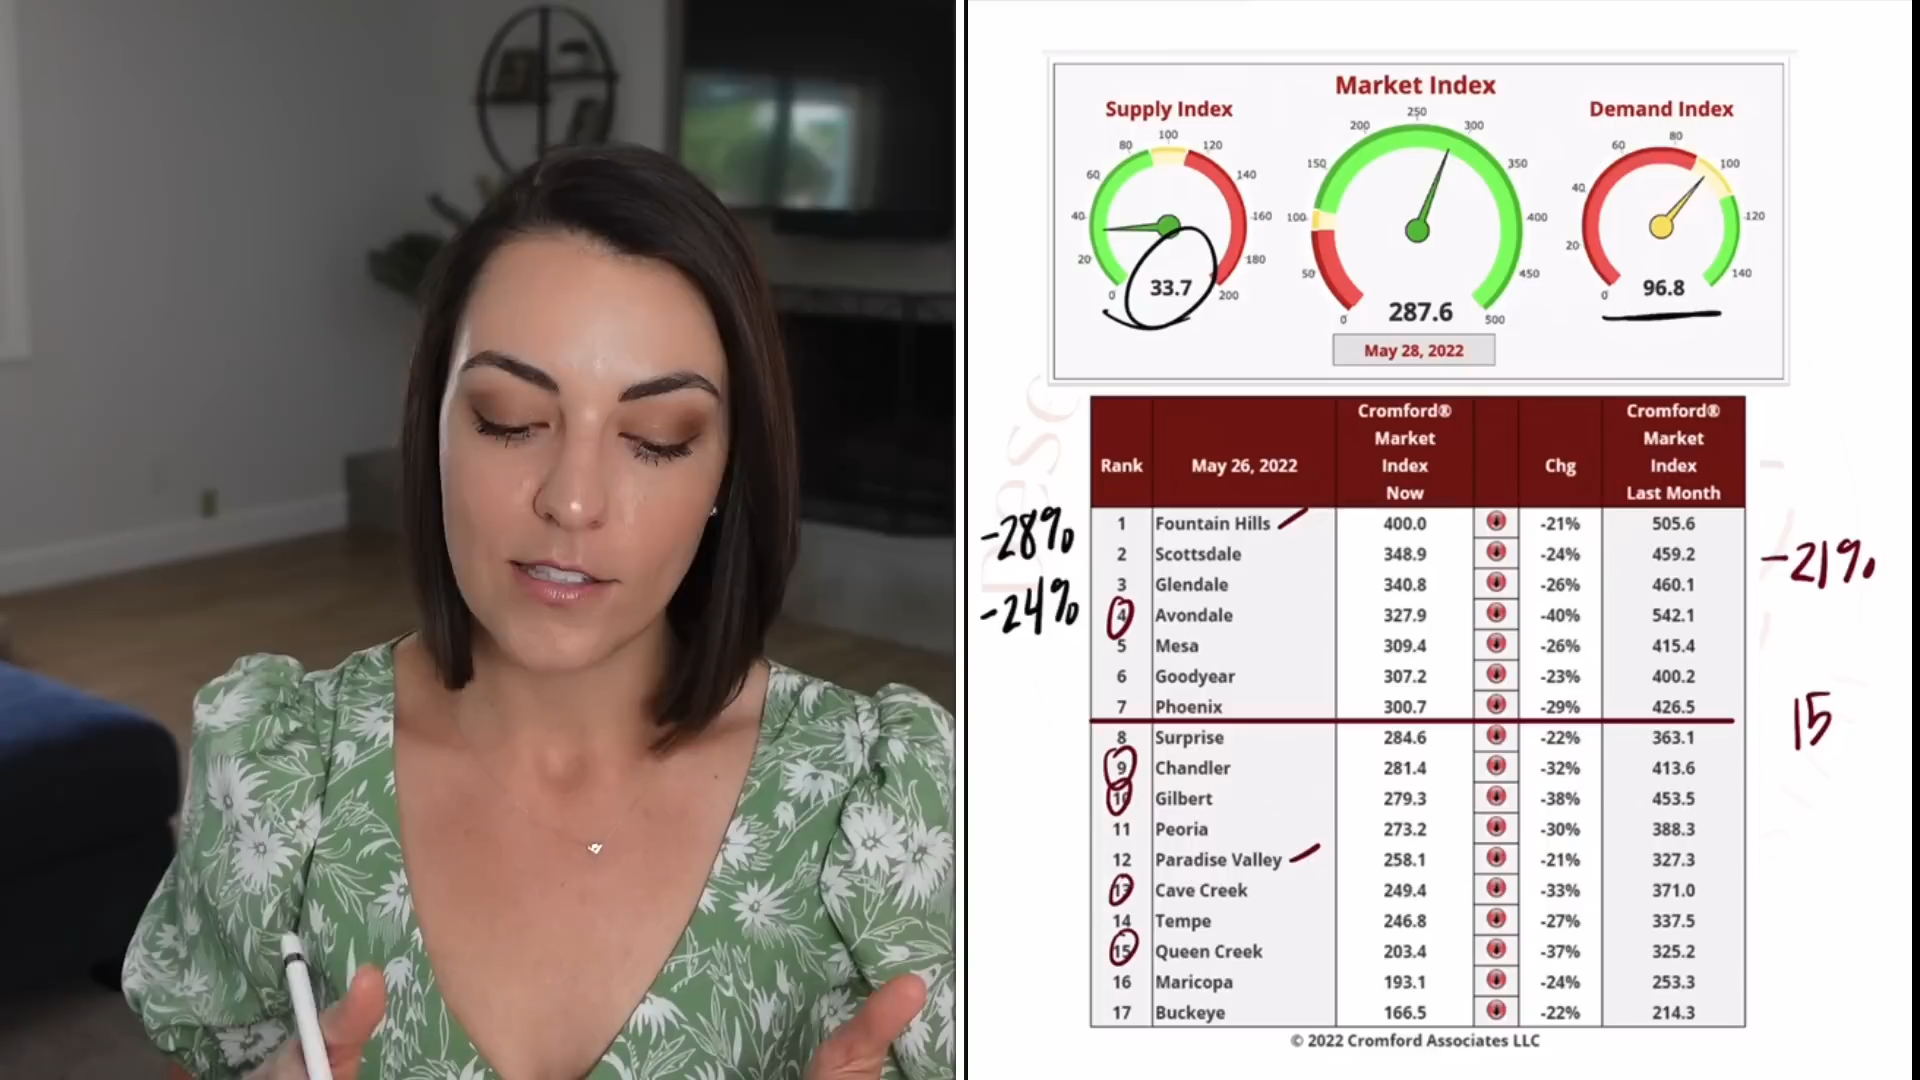 Market Index
Supply Index
Demand Index
0 20 40 60 80 100 120 140 160 180 200
33.7
0 50 100 150 200 250 300 350 400 450 500
287.6
0 20 40 60 80 100 120 140
96.8
May 28, 2022
Rank May 26, 2022 Cromford® Market Index Now Chg Cromford® Market Index Last Month
1 Fountain Hills 400.0 -21% 505.6
2 Scottsdale 348.9 -24% 459.2
3 Glendale 340.8 -26% 460.1
4 Avondale 327.9 -40% 542.1
5 Mesa 309.4 -26% 415.4
6 Goodyear 307.2 -23% 400.2
7 Phoenix 300.7 -29% 426.5
8 Surprise 284.6 -22% 363.1
9 Chandler 281.4 -32% 413.6
10 Gilbert 279.3 -38% 453.5
11 Peoria 273.2 -30% 388.3
12 Paradise Valley 258.1 -21% 327.3
13 Cave Creek 249.4 -33% 371.0
14 Tempe 246.8 -27% 337.5
15 Queen Creek 203.4 -37% 325.2
16 Maricopa 193.1 -24% 253.3
17 Buckeye 166.5 -22% 214.3
© 2022 Cromford Associates LLC
-28%
-24%
-21%
15